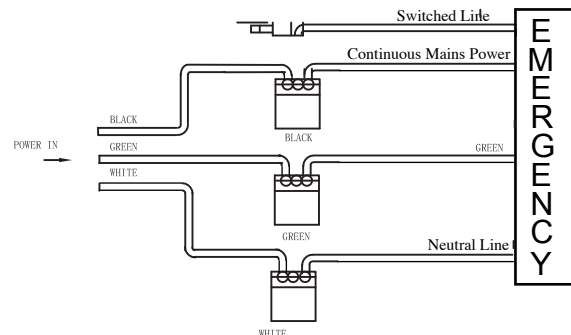 Switched Line
Continuous Mains Power
BLACK
BLACK
POWER IN
GREEN
GREEN
WHITE
GREEN
Neutral Line
WHITE
EMERGENCY